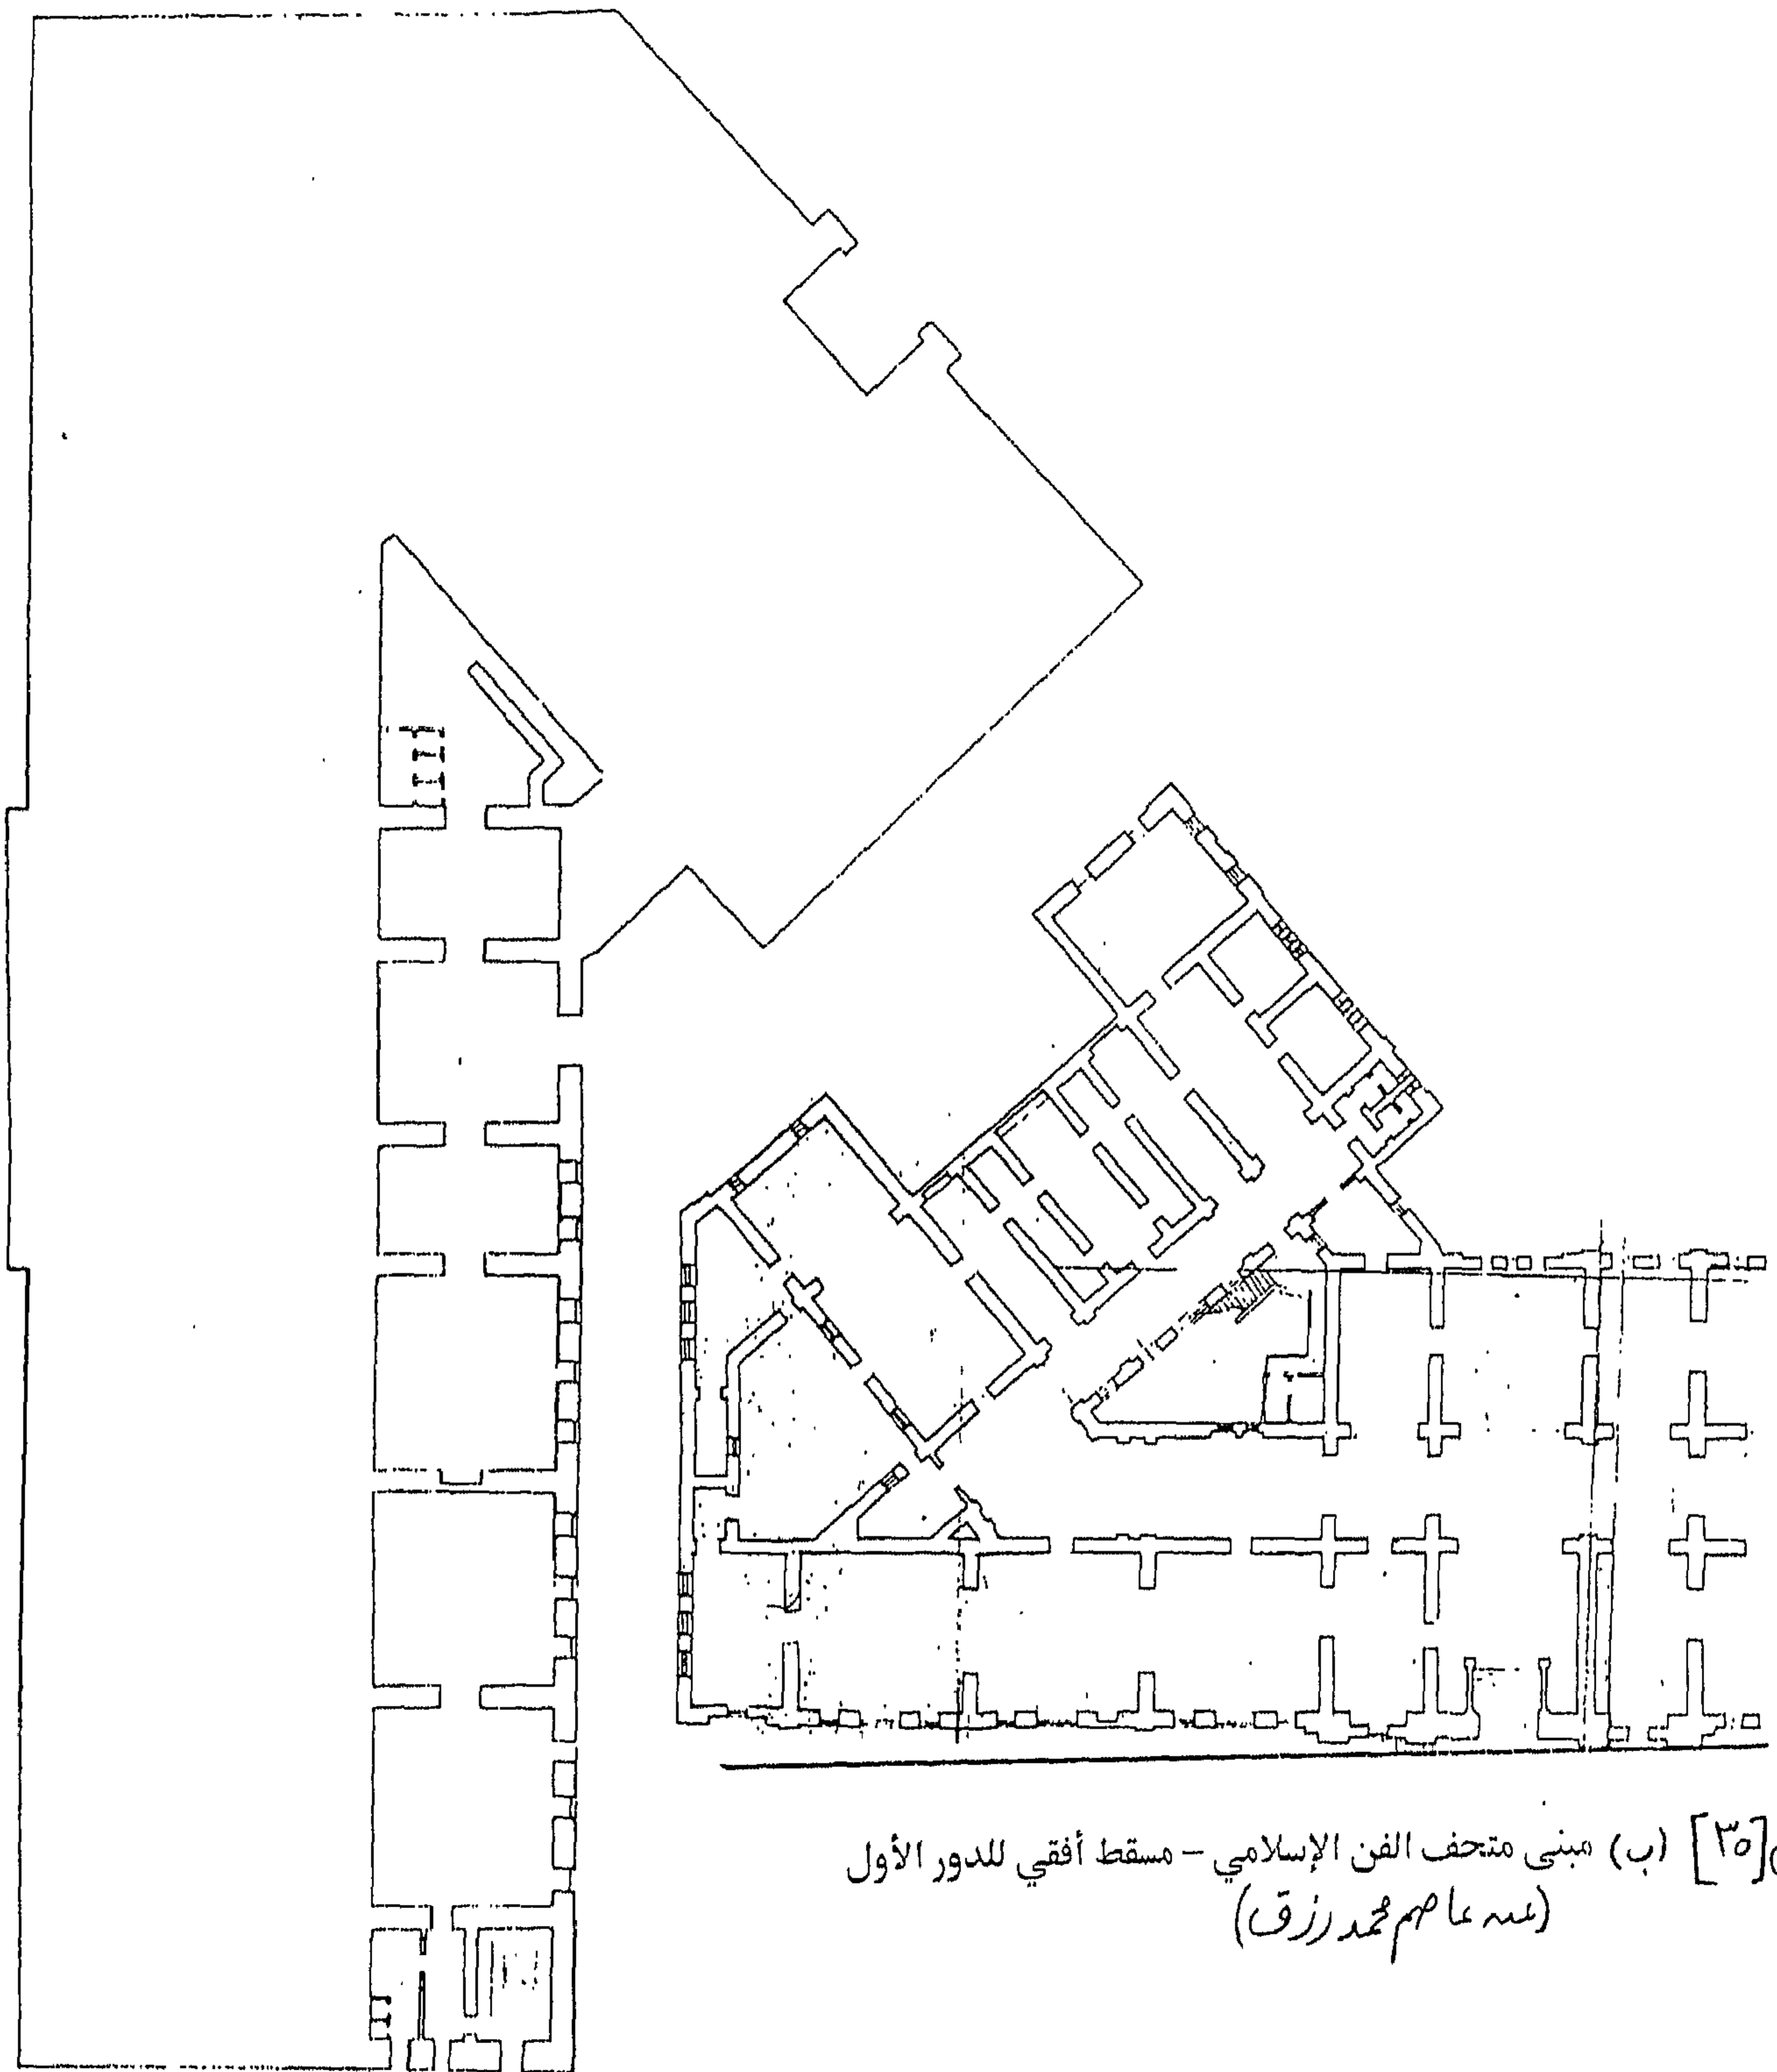 [٣٥] (ب) مبنى متحف الفن الإسلامي – مسقط أفقي للدور الأول
(عن عاصم محمد رزق)